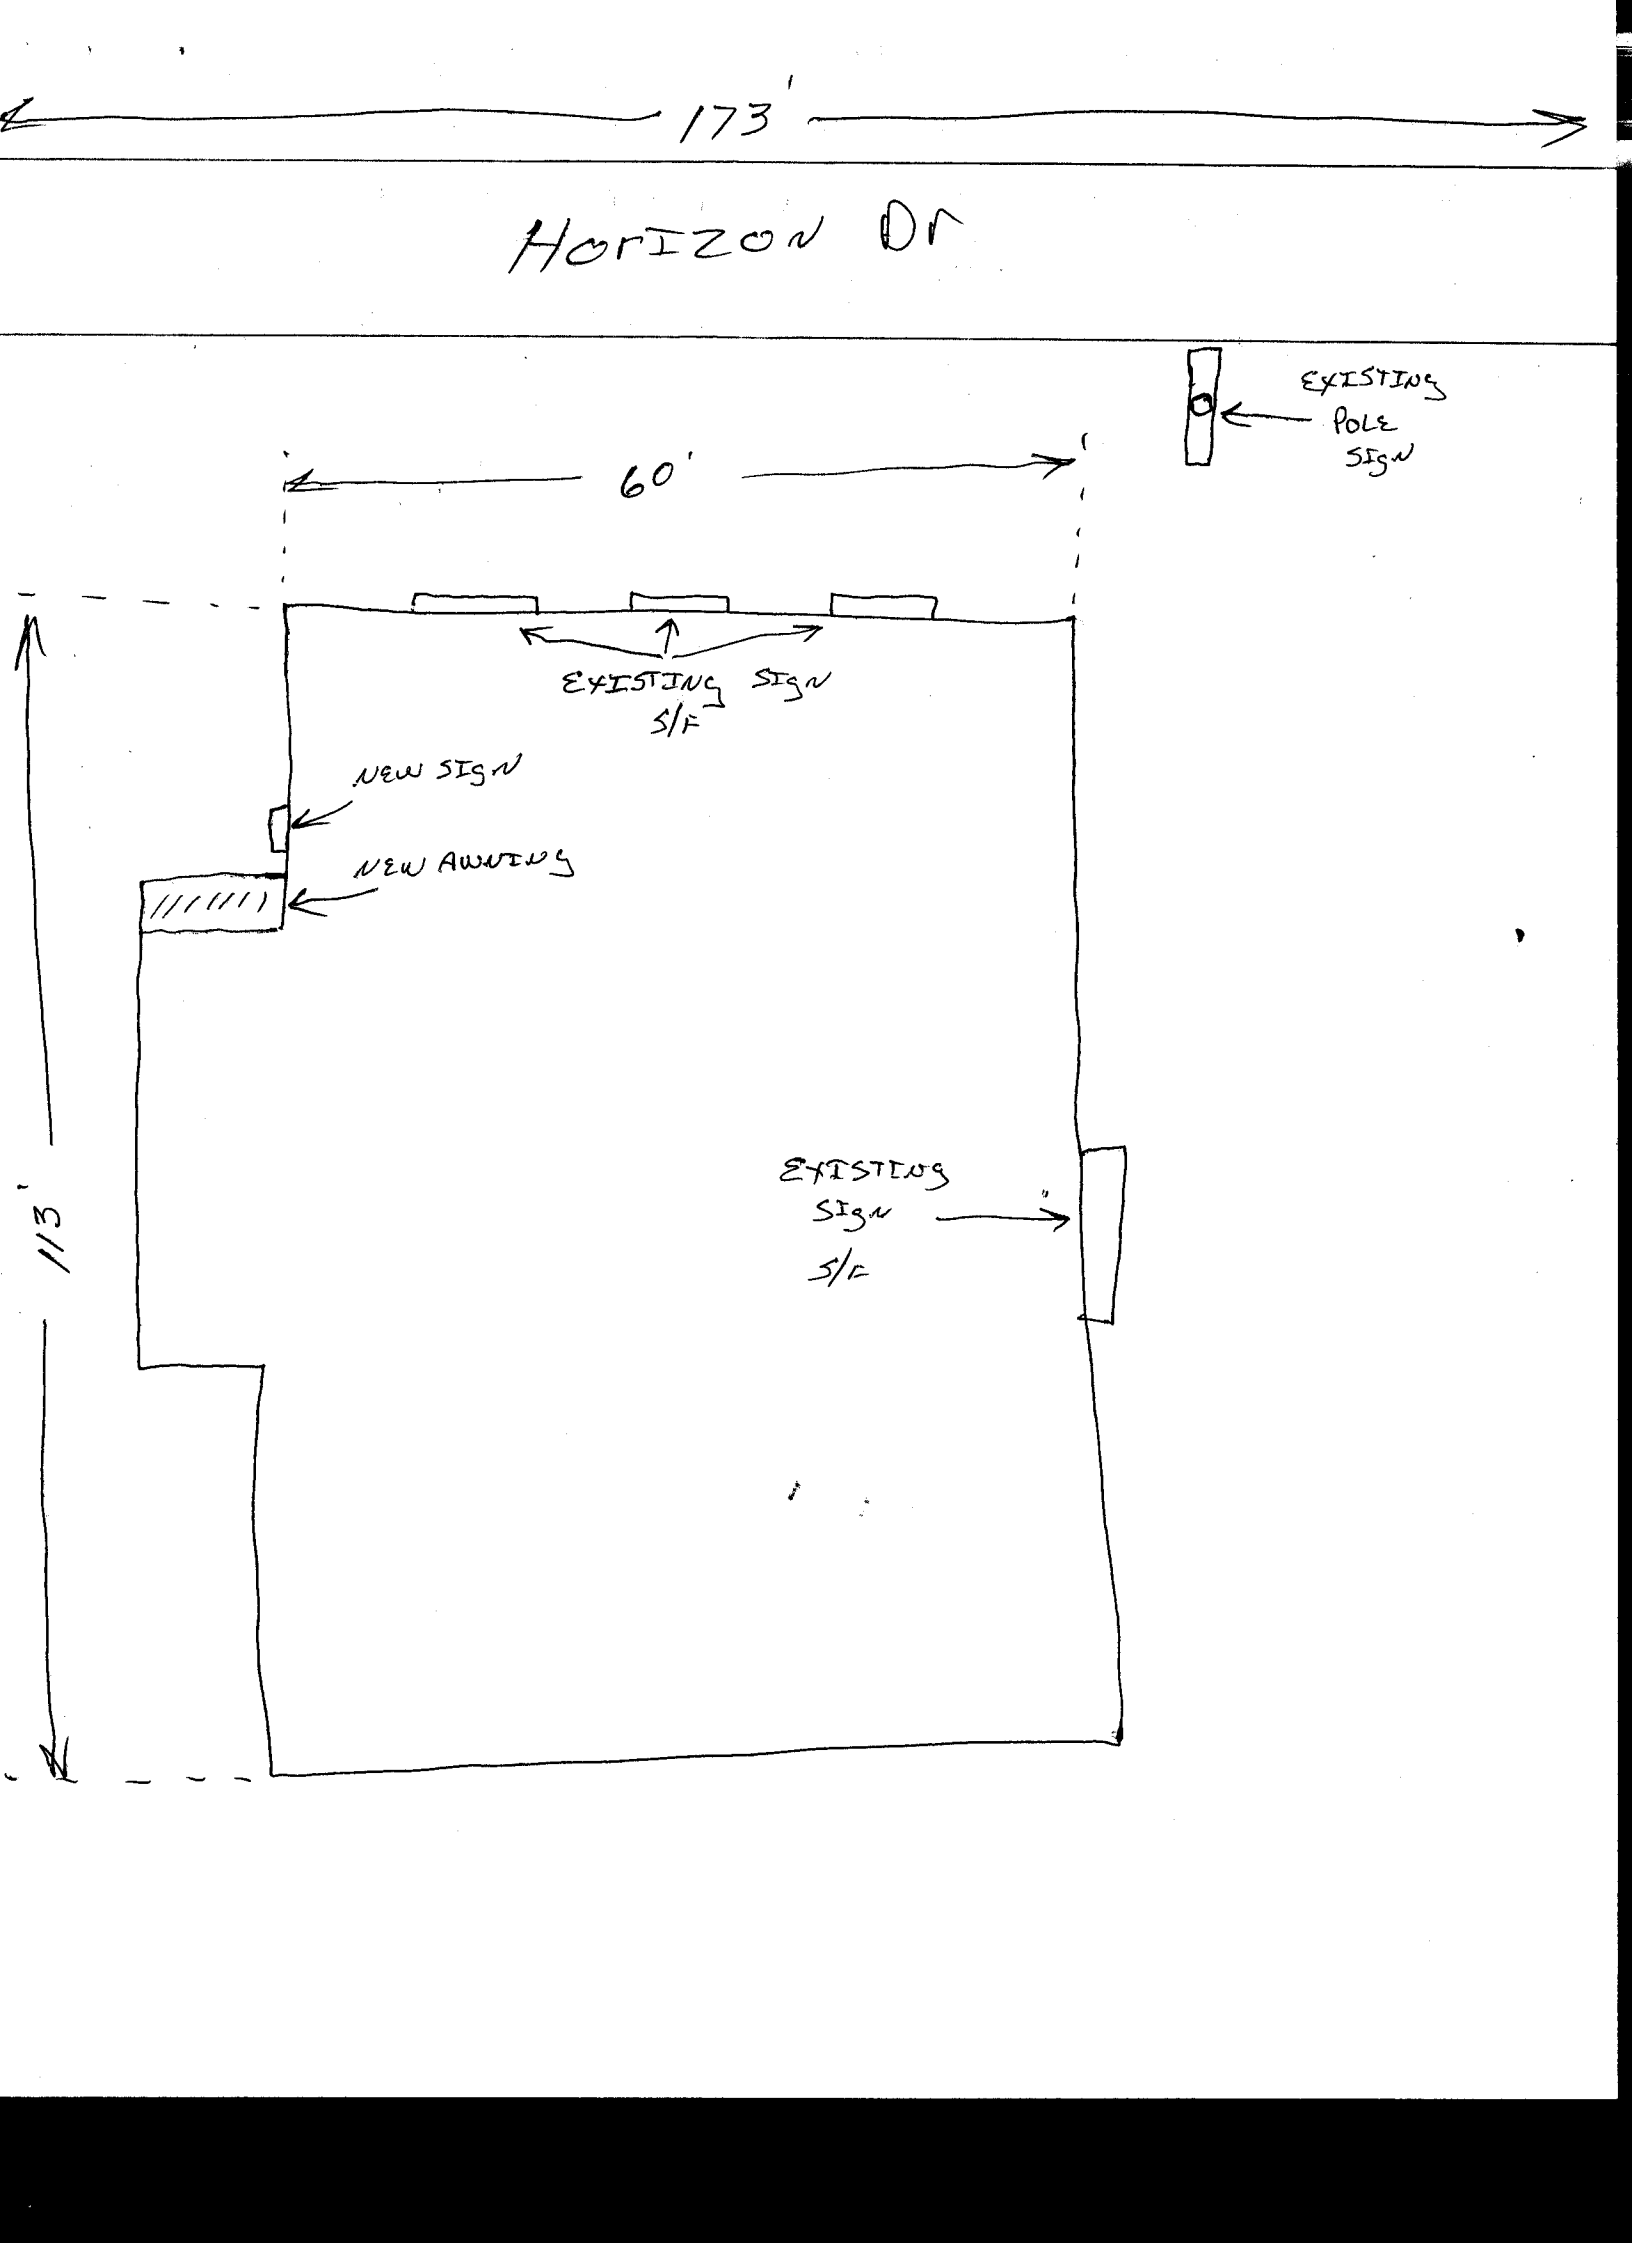 173'
Horizon Dr
EXISTING
POLE
SIgN
60'
EXISTINg SIgN
S/F
NEW SIgN
NEW AWNINg
EXISTINg
SIgN
S/F
113'